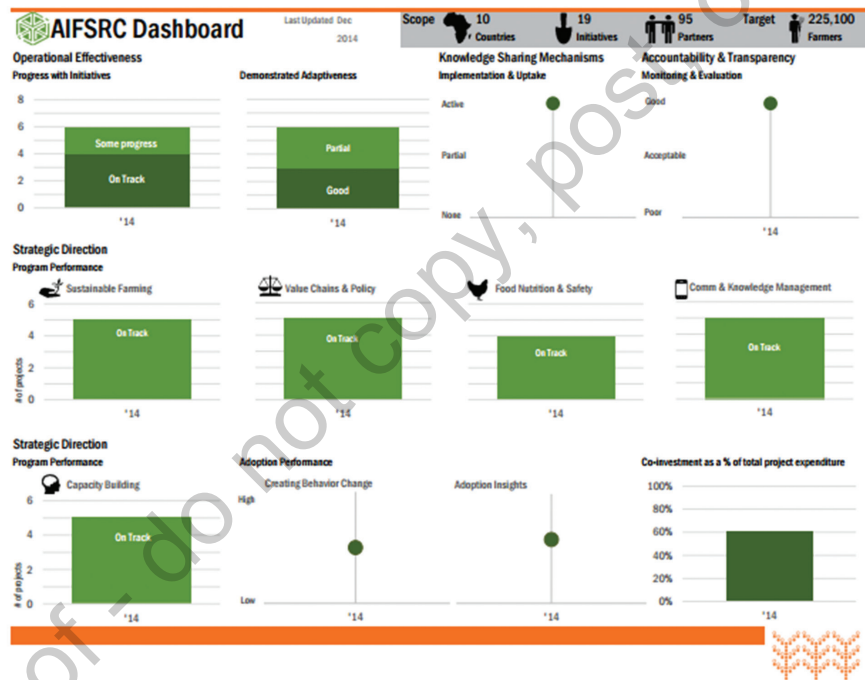 AIFSRC Dashboard
Last Updated Dec
2014
Scope
10
Countries
19
Initiatives
95
Partners
Target
225,100
Farmers
Operational Effectiveness
Progress with Initiatives
8
6
4
2
0
Some progress
On Track
'14
Demonstrated Adaptiveness
Partial
Good
'14
Knowledge Sharing Mechanisms
Implementation & Uptake
Active
Partial
None
Accountability & Transparency
Monitoring & Evaluation
Good
Acceptable
Poor
'14
Strategic Direction
Program Performance
Sustainable Farming
# of projects
6
4
2
0
On Track
'14
Value Chains & Policy
On Track
'14
Food Nutrition & Safety
On Track
'14
Comm & Knowledge Management
On Track
'14
Strategic Direction
Program Performance
Capacity Building
# of projects
6
4
2
0
On Track
'14
Adoption Performance
Creating Behavior Change
High
Low
'14
Adoption Insights
'14
Co-investment as a % of total project expenditure
100%
80%
60%
40%
20%
0%
'14
of - do not copy, post, o